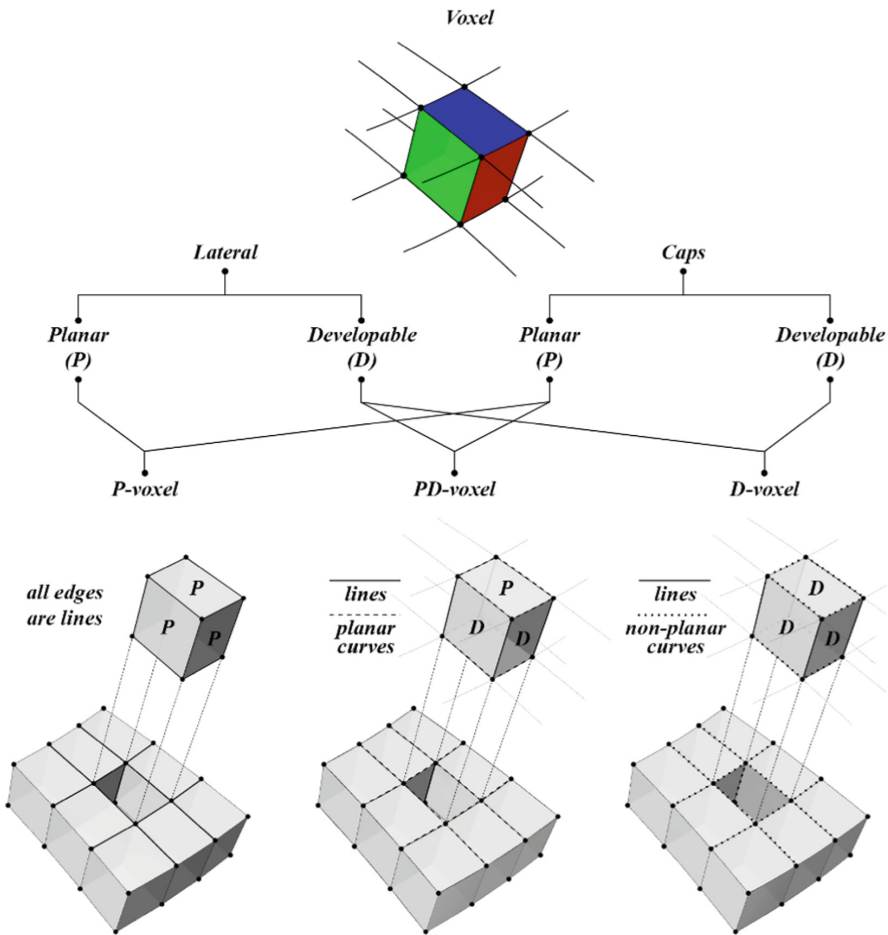 Voxel
Lateral
Caps
Planar
(P)
Developable
(D)
Planar
(P)
Developable
(D)
P-voxel
PD-voxel
D-voxel
all edges
are lines
P
P
P
lines
planar
curves
P
D
D
lines
non-planar
curves
D
D
D